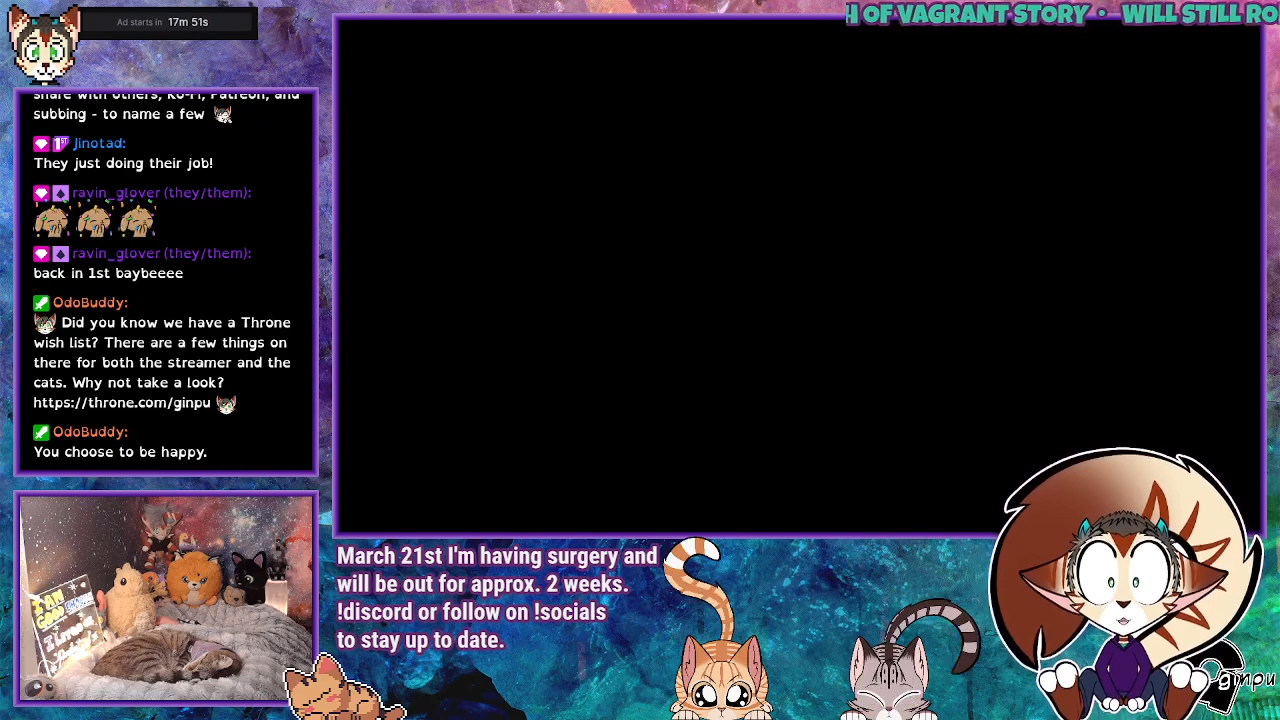 Ad starts in 17m 51s
H OF VAGRANT STORY • WILL STILL RO
share with others, Ko-Fi, Patreon, and
subbing - to name a few
1ST Jinotad:
They just doing their job!
ravin_glover (they/them):
ravin_glover (they/them):
back in 1st baybeeee
OdoBuddy:
Did you know we have a Throne
wish list? There are a few things on
there for both the streamer and the
cats. Why not take a look?
https://throne.com/ginpu
OdoBuddy:
You choose to be happy.
I AM
GOOD
March 21st I'm having surgery and
will be out for approx. 2 weeks.
!discord or follow on !socials
to stay up to date.
ginpu